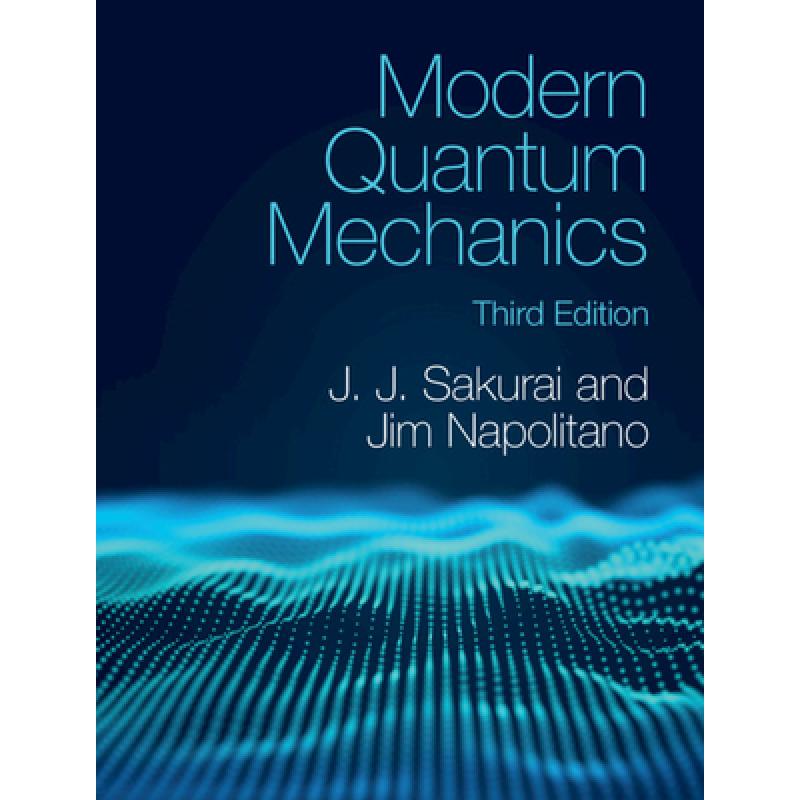 Modern
Quantum
Mechanics
Third Edition
J. J. Sakurai and
Jim Napolitano